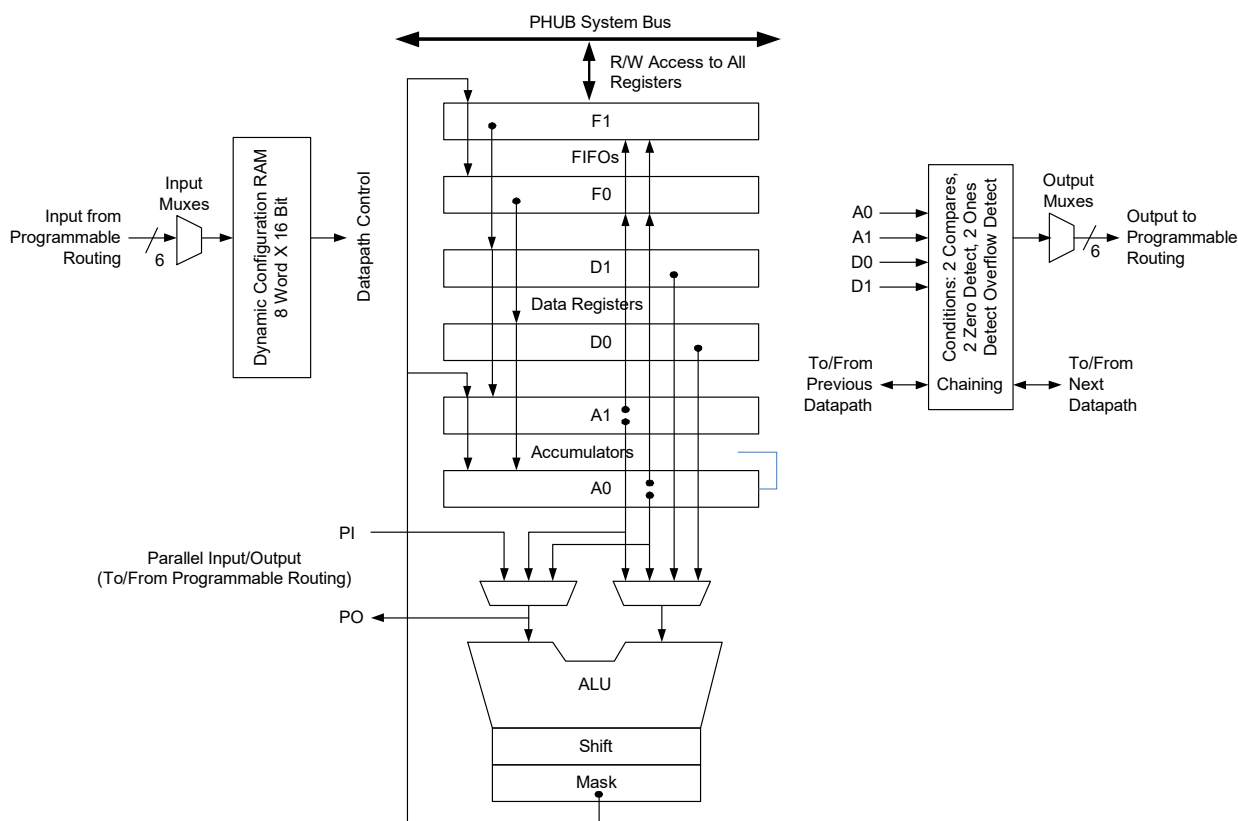 PHUB System Bus
R/W Access to All
Registers
F1
FIFOs
F0
D1
Data Registers
D0
A1
Accumulators
A0
Input from
Programmable
Routing
6
Input
Muxes
Dynamic Configuration RAM
8 Word X 16 Bit
Datapath Control
PI
Parallel Input/Output
(To/From Programmable Routing)
PO
ALU
Shift
Mask
A0
A1
D0
D1
Conditions: 2 Compares,
2 Zero Detect, 2 Ones
Detect Overflow Detect
Chaining
To/From
Previous
Datapath
To/From
Next
Datapath
Output
Muxes
6
Output to
Programmable
Routing